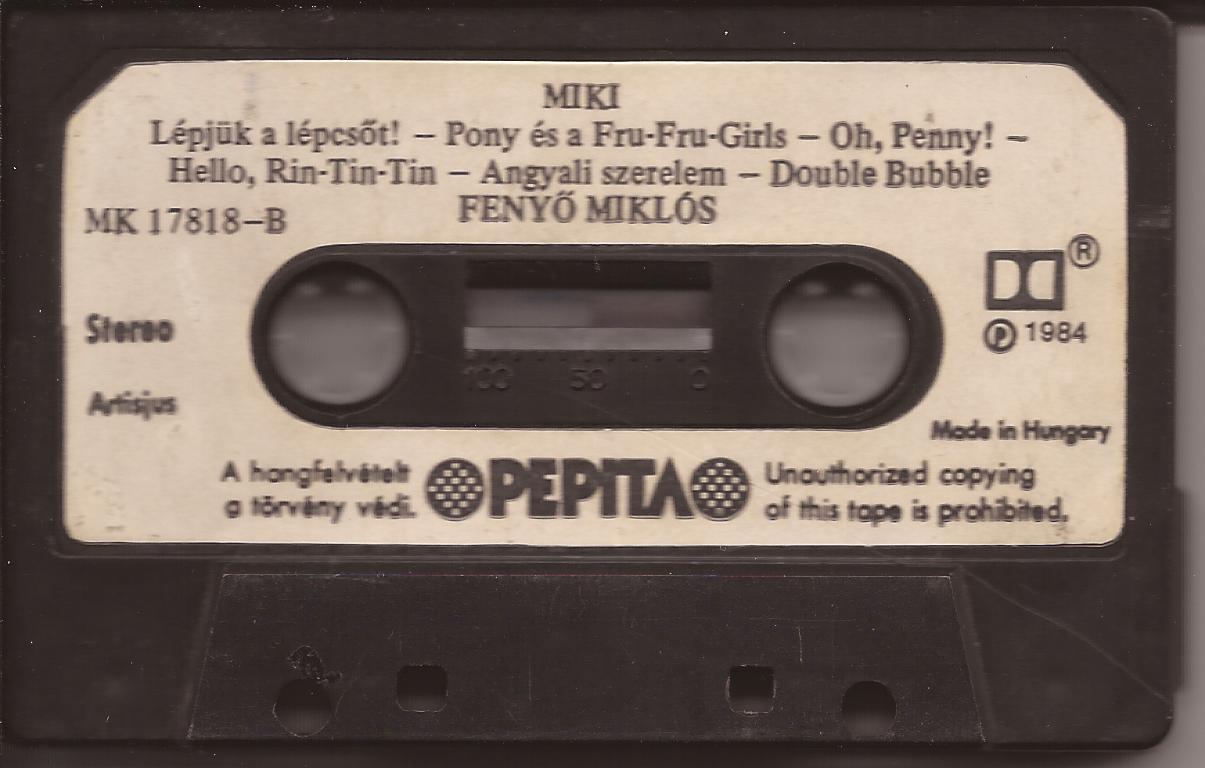 MIKI
Lépjük a lépcsőt! – Pony és a Fru-Fru-Girls – Oh, Penny! –
Hello, Rin-Tin-Tin – Angyali szerelem – Double Bubble
MK 17818–B
FENYŐ MIKLÓS
®
Stereo
℗ 1984
100 50 0
Artisjus
Made in Hungary
A hangfelvételt
a törvény védi.
PEPITA
Unauthorized copying
of this tape is prohibited.